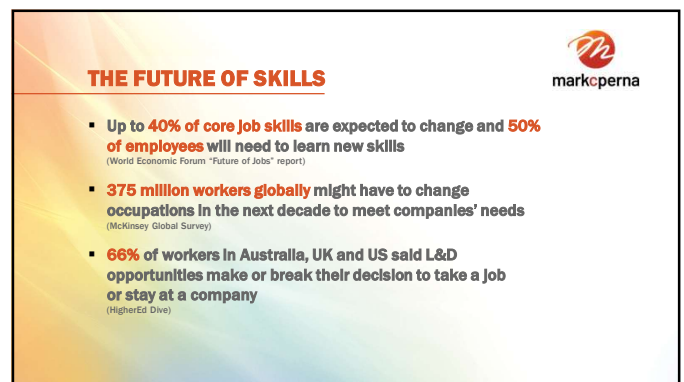 markcperna
THE FUTURE OF SKILLS
▪ Up to 40% of core job skills are expected to change and 50%
of employees will need to learn new skills
(World Economic Forum "Future of Jobs" report)
▪ 375 million workers globally might have to change
occupations in the next decade to meet companies' needs
(McKinsey Global Survey)
▪ 66% of workers in Australia, UK and US said L&D
opportunities make or break their decision to take a job
or stay at a company
(HigherEd Dive)